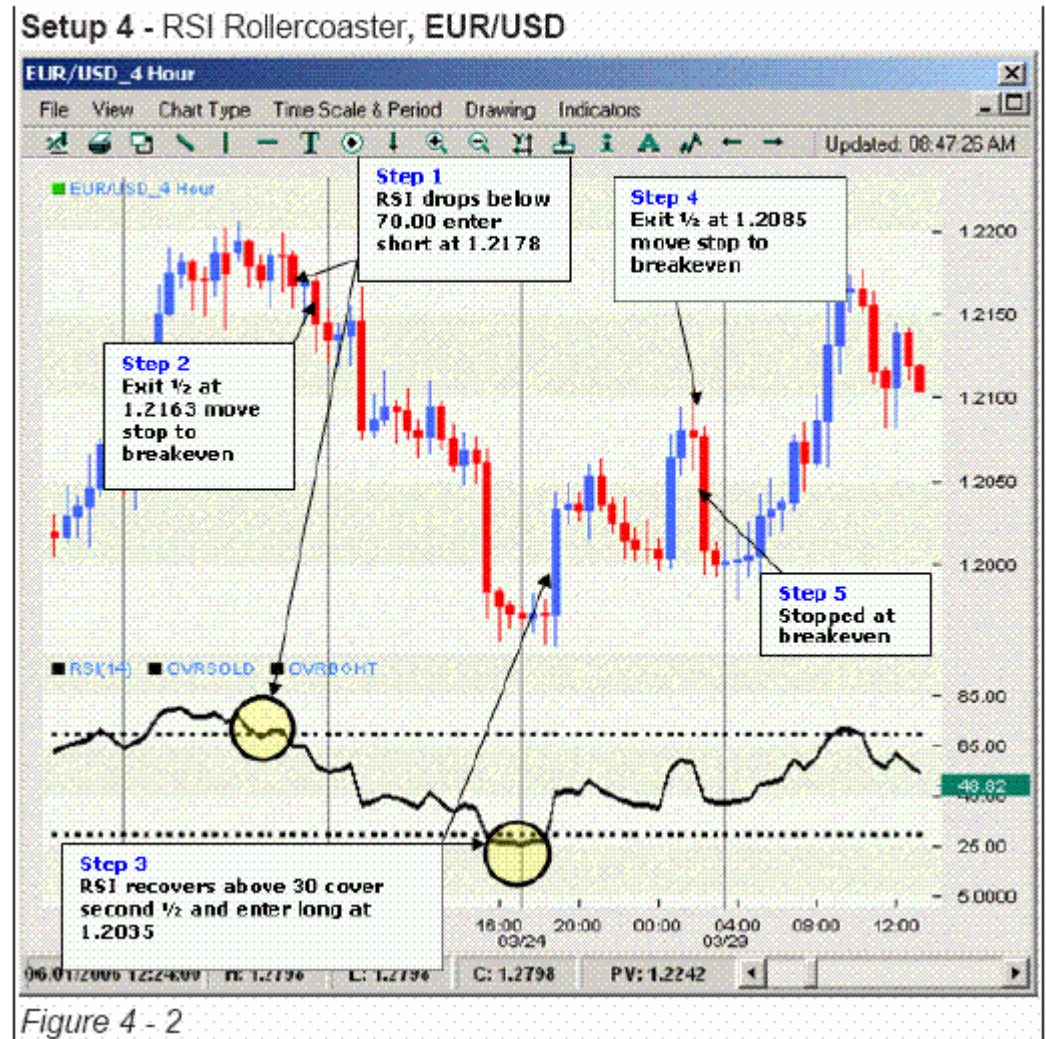 Setup 4 - RSI Rollercoaster, EUR/USD
EUR/USD_4 Hour
File View Chart Type Time Scale & Period Drawing Indicators
Updated: 08:47:26 AM
EUR/USD_4 Hour
Step 1
RSI drops below
70.00 enter
short at 1.2178
Step 4
Exit ½ at 1.2085
move stop to
breakeven
1.2200
1.2150
Step 2
Exit ½ at
1.2163 move
stop to
breakeven
1.2100
1.2050
1.2000
Step 5
Stopped at
breakeven
RSI(14) OVRSOLD OVRBOHT
85.00
65.00
48.82
25.00
5.0000
Step 3
RSI recovers above 30 cover
second ½ and enter long at
1.2035
16:00 20:00 00:00 04:00 08:00 12:00
03/24 03/29
C: 1.2798 PV: 1.2242
Figure 4 - 2